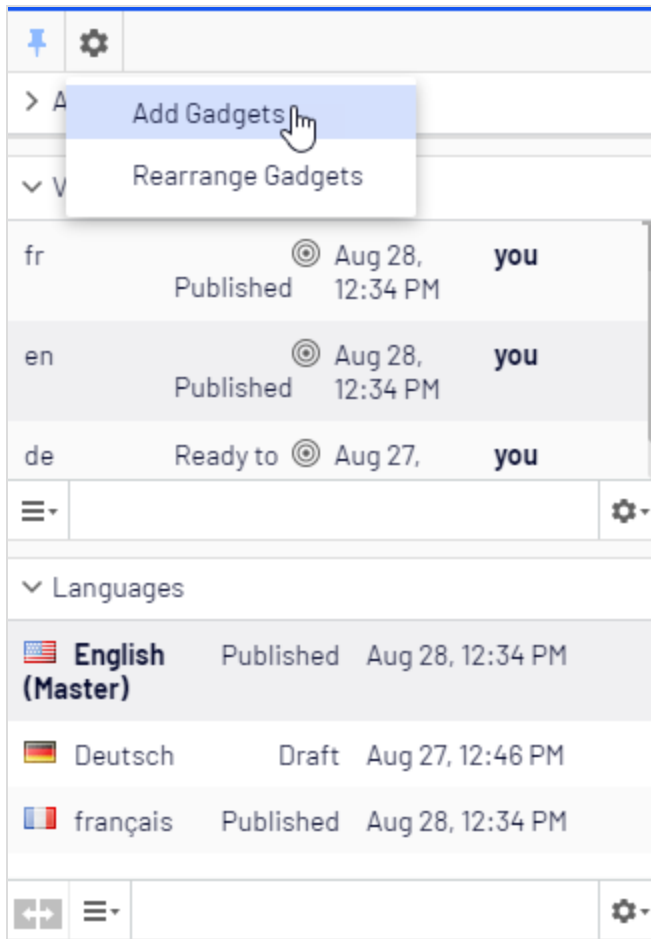 A
Add Gadgets
Rearrange Gadgets
V
fr Published Aug 28, 12:34 PM you
en Published Aug 28, 12:34 PM you
de Ready to Aug 27, you
Languages
English (Master) Published Aug 28, 12:34 PM
Deutsch Draft Aug 27, 12:46 PM
français Published Aug 28, 12:34 PM